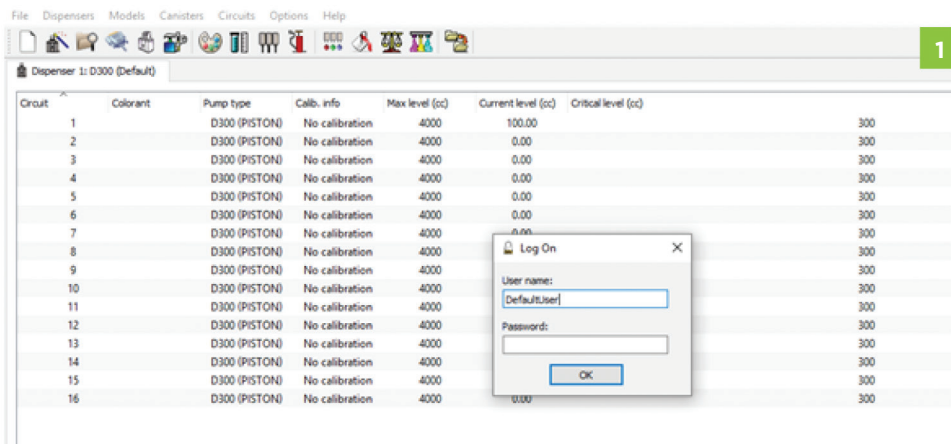 File Dispensers Models Canisters Circuits Options Help
1
Dispenser 1: D300 (Default)
Circuit Colorant Pump type Calib. info Max level (cc) Current level (cc) Critical level (cc)
1 D300 (PISTON) No calibration 4000 100.00 300
2 D300 (PISTON) No calibration 4000 0.00 300
3 D300 (PISTON) No calibration 4000 0.00 300
4 D300 (PISTON) No calibration 4000 0.00 300
5 D300 (PISTON) No calibration 4000 0.00 300
6 D300 (PISTON) No calibration 4000 0.00 300
7 D300 (PISTON) No calibration 4000 0.00 300
8 D300 (PISTON) No calibration 4000 300
9 D300 (PISTON) No calibration 4000 300
10 D300 (PISTON) No calibration 4000 300
11 D300 (PISTON) No calibration 4000 300
12 D300 (PISTON) No calibration 4000 300
13 D300 (PISTON) No calibration 4000 300
14 D300 (PISTON) No calibration 4000 300
15 D300 (PISTON) No calibration 4000 300
16 D300 (PISTON) No calibration 4000 0.00 300
Log On
User name:
DefaultUser
Password:
OK